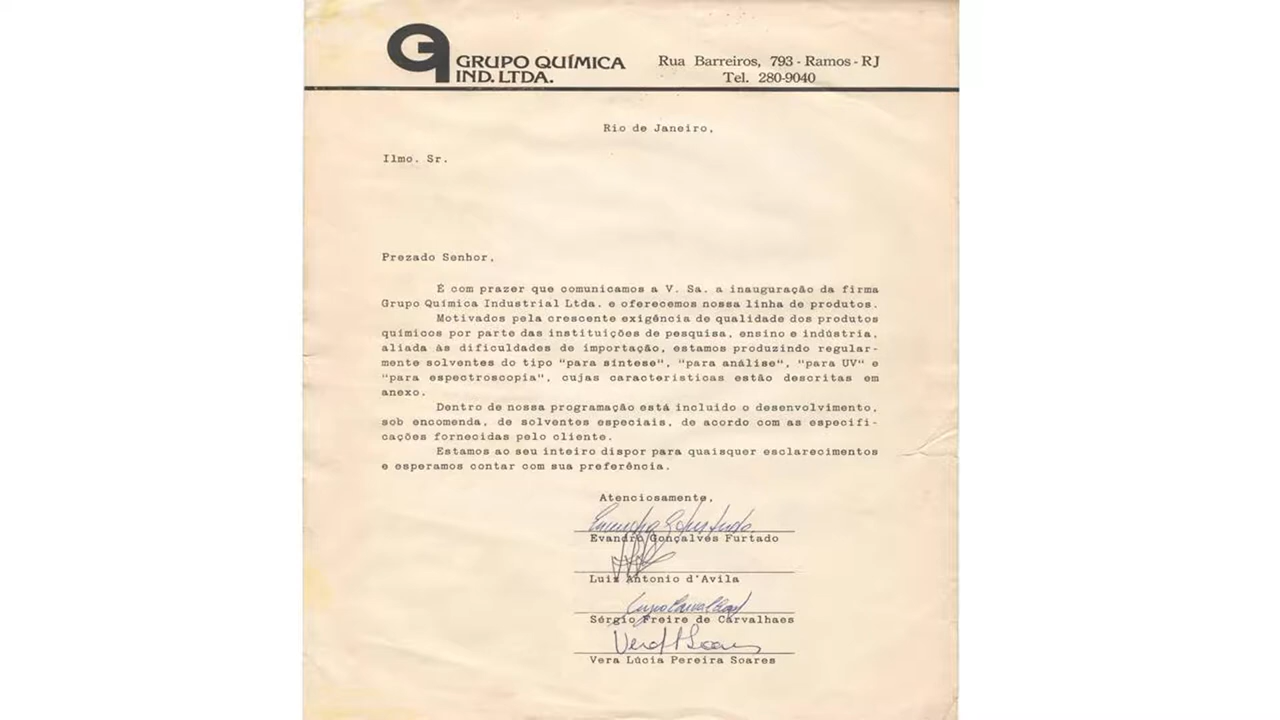 GRUPO QUÍMICA
IND. LTDA.
Rua Barreiros, 793 - Ramos - RJ
Tel. 280-9040
Rio de Janeiro,
Ilmo. Sr.
Prezado Senhor,
É com prazer que comunicamos a V. Sa. a inauguração da firma
Grupo Química Industrial Ltda. e oferecemos nossa linha de produtos.
Motivados pela crescente exigência de qualidade dos produtos
químicos por parte das instituições de pesquisa, ensino e indústria,
aliada às dificuldades de importação, estamos produzindo regular-
mente solventes do tipo "para síntese", "para análise", "para UV" e
"para espectroscopia", cujas características estão descritas em
anexo.
Dentro de nossa programação está incluido o desenvolvimento,
sob encomenda, de solventes especiais, de acordo com as especifi-
cações fornecidas pelo cliente.
Estamos ao seu inteiro dispor para quaisquer esclarecimentos
e esperamos contar com sua preferência.
Atenciosamente,
Evandro Gonçalves Furtado
Luiz Antonio d'Avila
Sérgio Freire de Carvalhaes
Vera Lúcia Pereira Soares